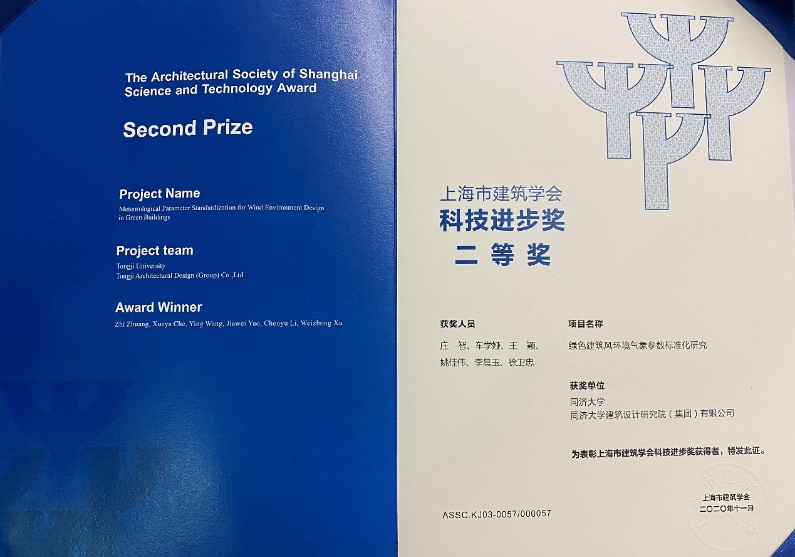 The Architectural Society of Shanghai
Science and Technology Award
Second Prize
Project Name
Meteorological Parameter Standardization for Wind Environment Design
in Green Buildings
Project team
Tongji University
Tongji Architectural Design (Group) Co.,Ltd
Award Winner
Zhi Zhuang, Xueya Che, Ying Wang, Jiawei Yao, Chenyu Li, Weizhong Xu
上海市建筑学会
科技进步奖
二 等 奖
获奖人员
庄　智、车学娅、王　颖、
姚佳伟、李晨玉、徐卫忠
项目名称
绿色建筑风环境气象参数标准化研究
获奖单位
同济大学
同济大学建筑设计研究院（集团）有限公司
为表彰上海市建筑学会科技进步奖获得者，特发此证。
上海市建筑学会
二〇二〇年十一月
ASSC.KJ03-0057/000057